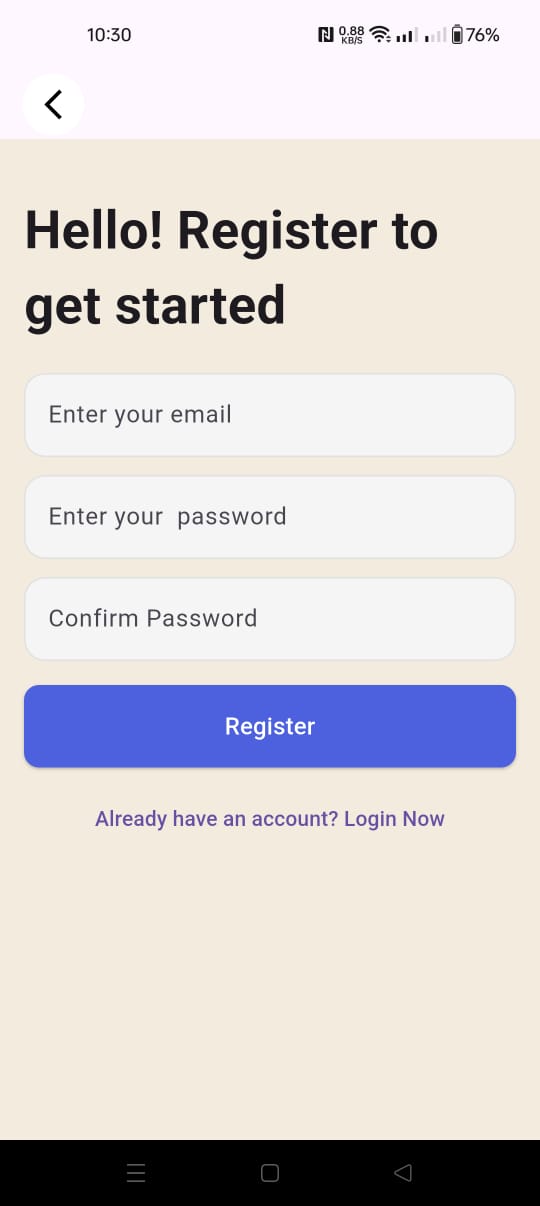 10:30 0.88 KB/S 76%
Hello! Register to
get started
Enter your email
Enter your  password
Confirm Password
Register
Already have an account? Login Now